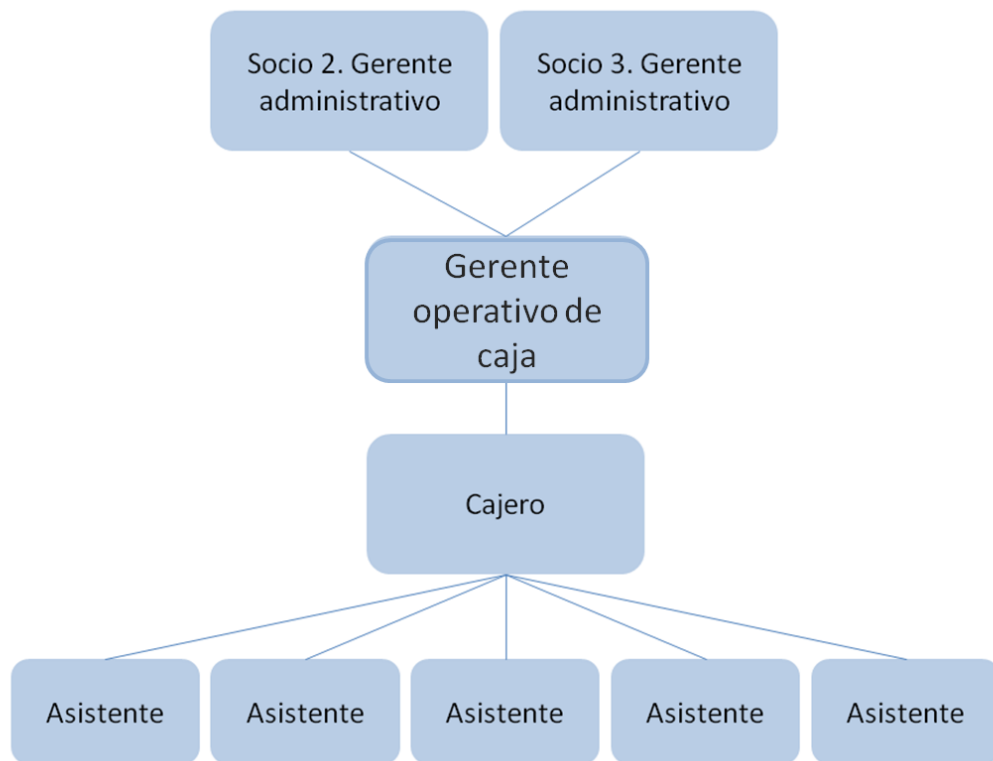 Socio 2. Gerente
administrativo
Socio 3. Gerente
administrativo
Gerente
operativo de
caja
Cajero
Asistente
Asistente
Asistente
Asistente
Asistente